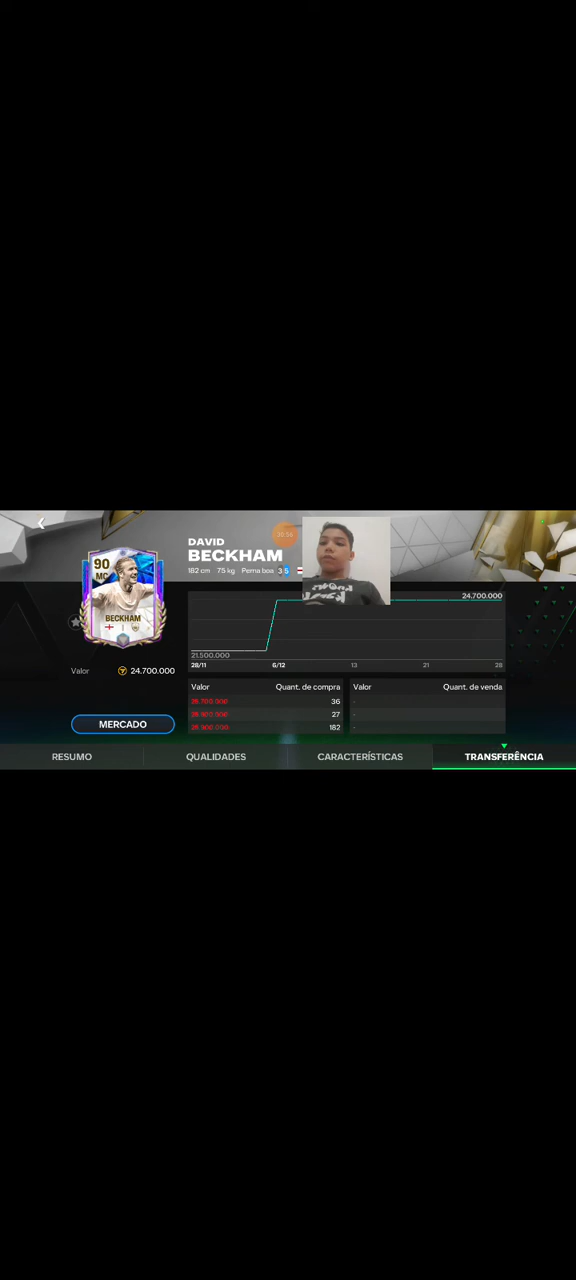 DAVID
BECKHAM
182 cm 75 kg Perna boa 3 5
90
MC
BECKHAM
Valor 24.700.000
MERCADO
24.700.000
21.500.000
28/11 6/12 13 21 28
Valor Quant. de compra
36
27
182
Valor Quant. de venda
-
-
-
RESUMO QUALIDADES CARACTERÍSTICAS TRANSFERÊNCIA